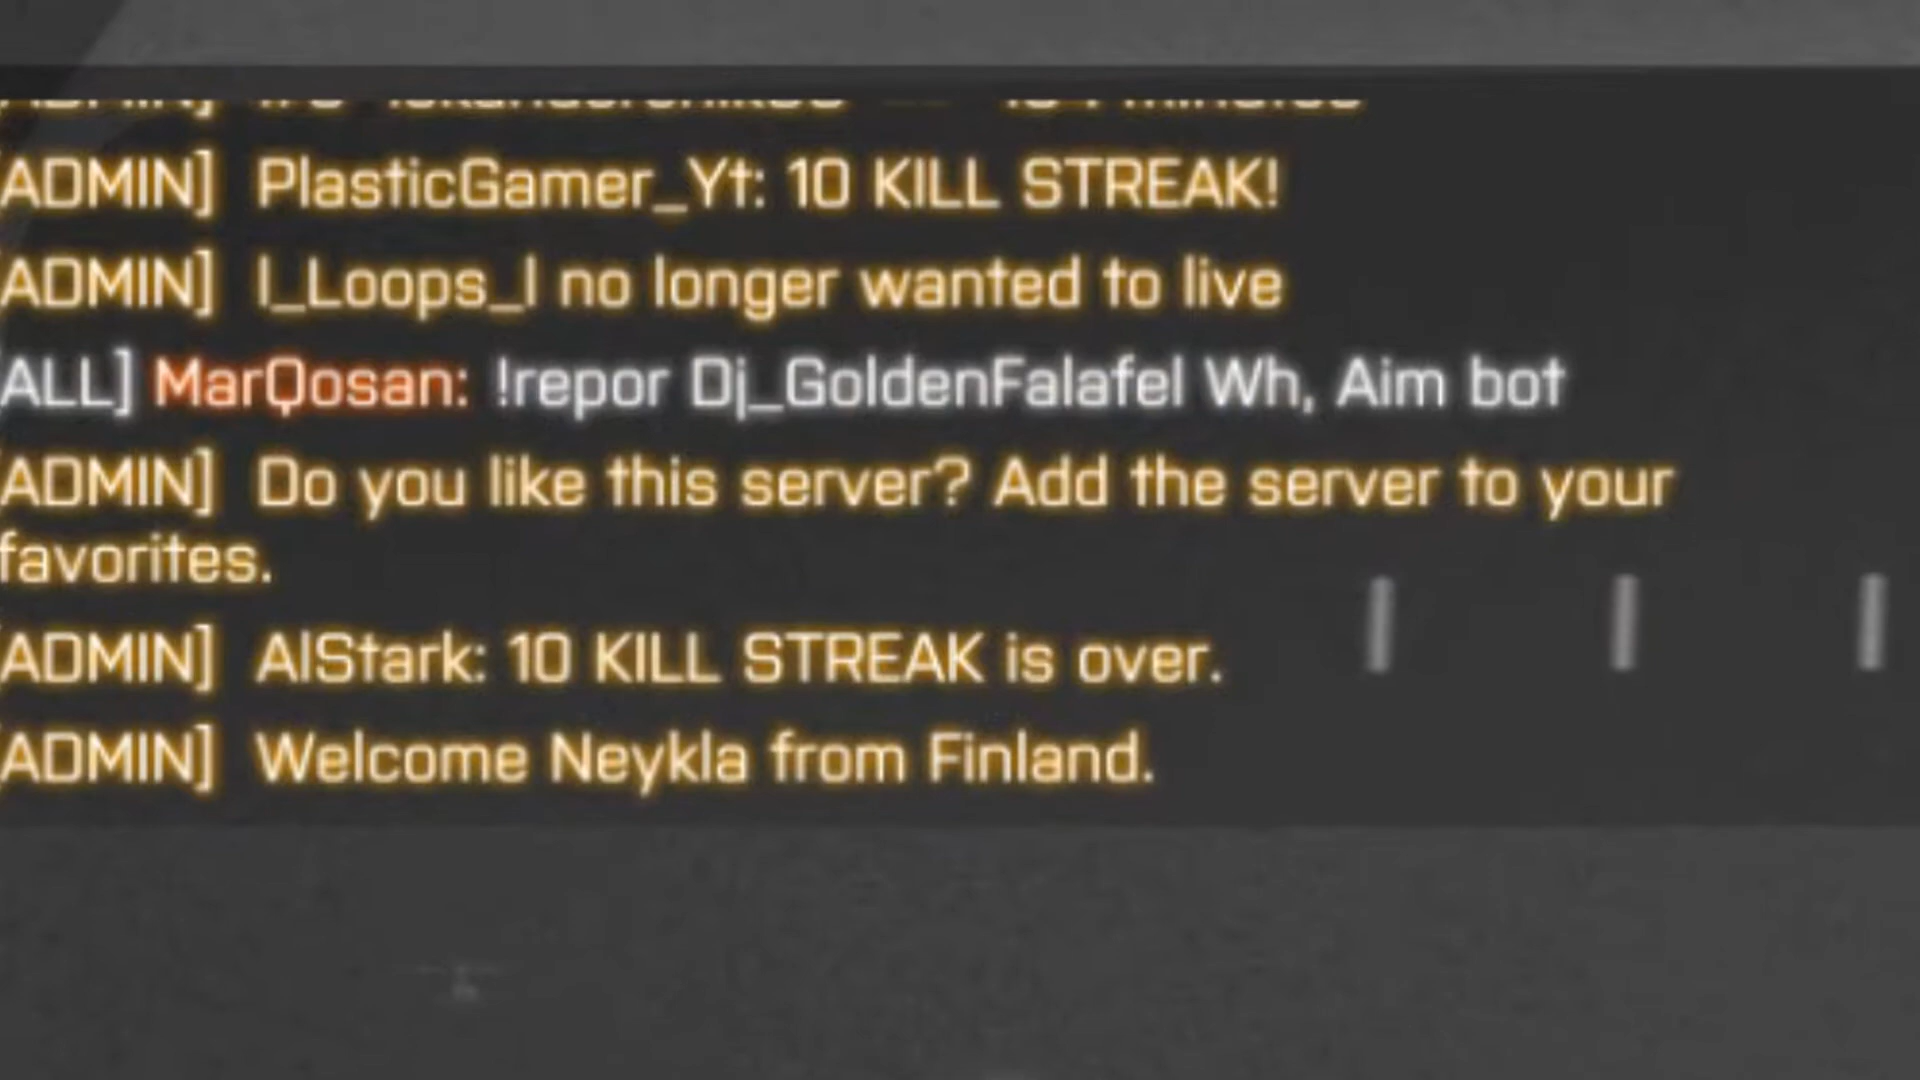 [ADMIN] PlasticGamer_Yt: 10 KILL STREAK!
[ADMIN] I_Loops_I no longer wanted to live
[ALL] MarQosan: !repor Dj_GoldenFalafel Wh, Aim bot
[ADMIN] Do you like this server? Add the server to your
favorites.
[ADMIN] AlStark: 10 KILL STREAK is over.
[ADMIN] Welcome Neykla from Finland.